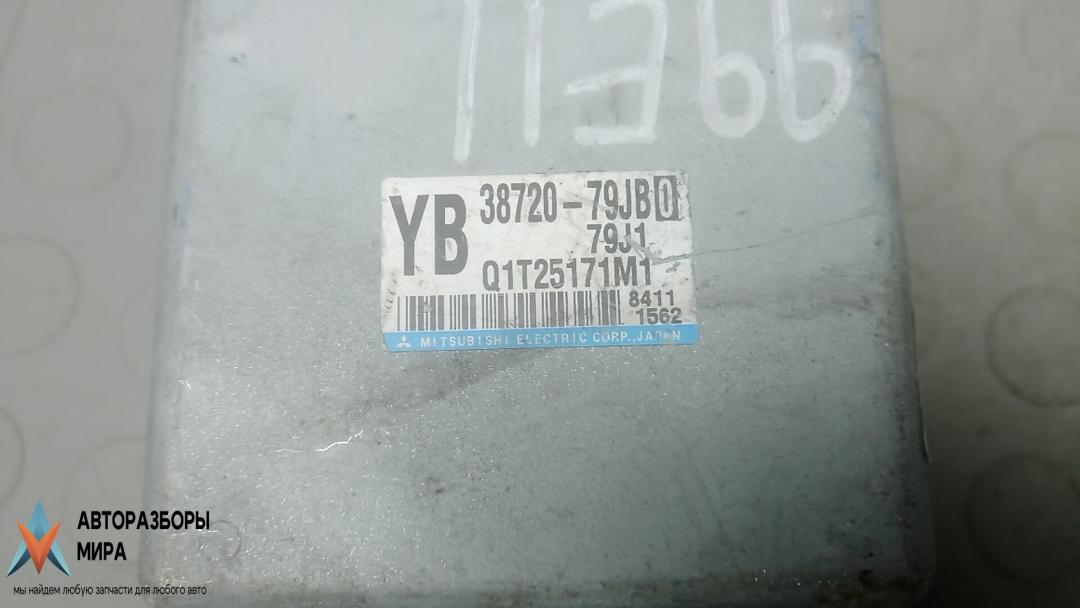 11366
YB
38720-79JB0
79J1
Q1T25171M1
8411
1562
MITSUBISHI ELECTRIC CORP.,JAPAN
АВТОРАЗБОРЫ
МИРА
мы найдем любую запчасти для любого авто